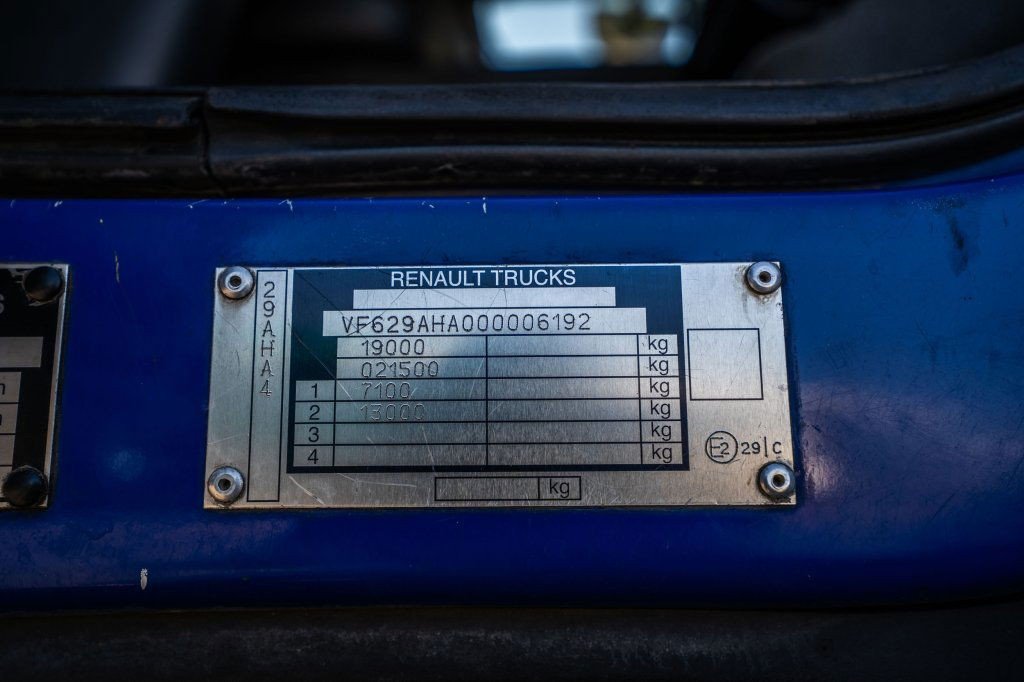 29AHA4
RENAULT TRUCKS
VF629AHA000006192
19000 kg
021500 kg
1 7100 kg
2 13000 kg
3 kg
4 kg
kg
E2 29|C